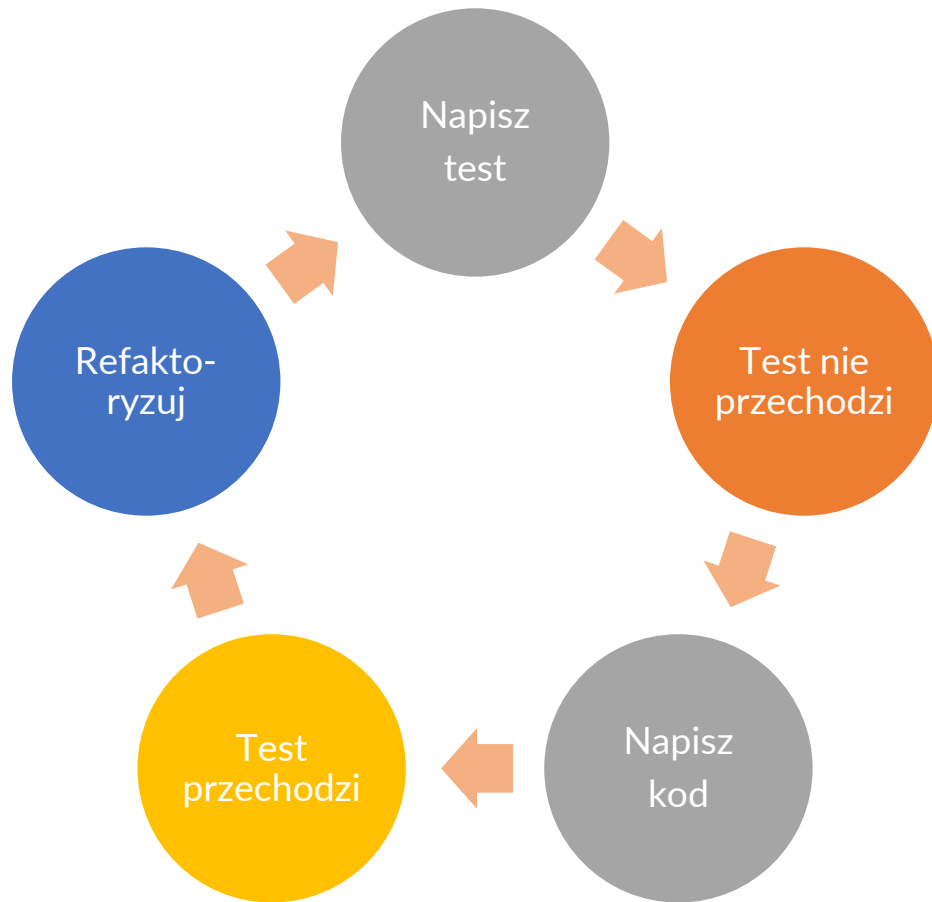 Napisz
test
Test nie
przechodzi
Napisz
kod
Test
przechodzi
Refakto-
ryzuj